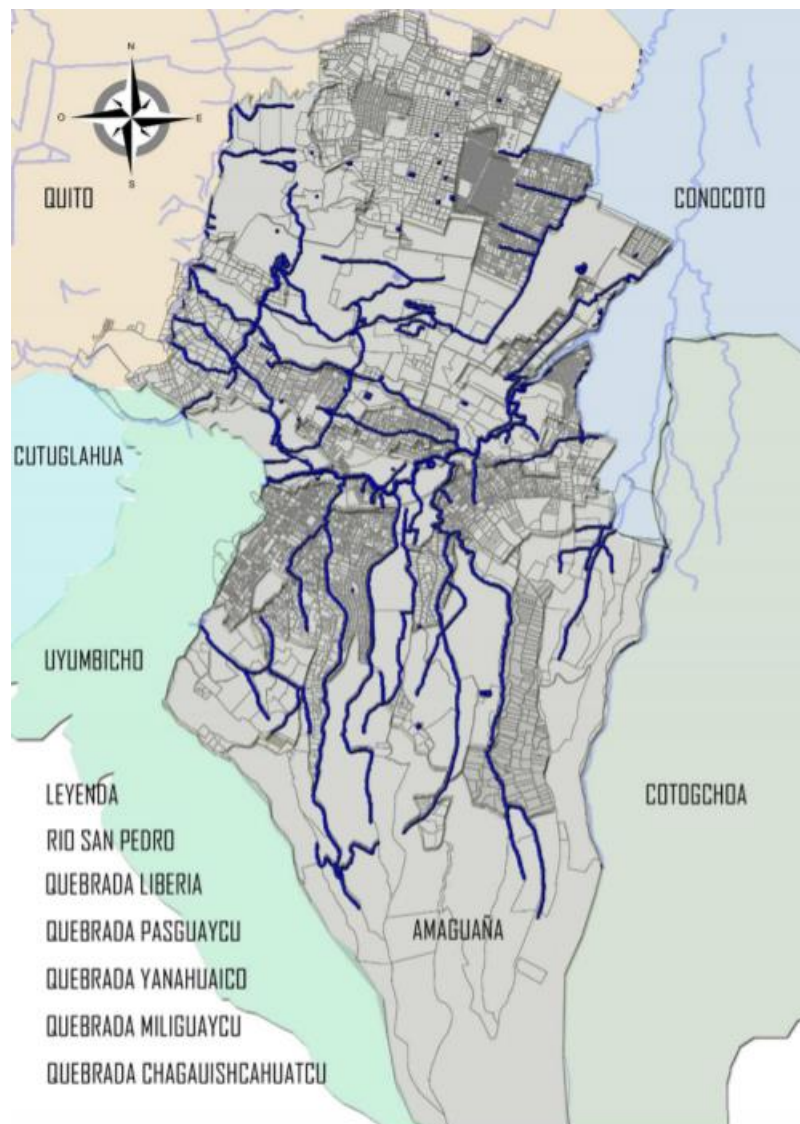 N
O
E
S
QUITO
CONOCOTO
CUTUGLAHUA
UYUMBICHO
COTOGCHOA
AMAGUAÑA
LEYENDA
RIO SAN PEDRO
QUEBRADA LIBERIA
QUEBRADA PASGUAYCU
QUEBRADA YANAHUAICO
QUEBRADA MILIGUAYCU
QUEBRADA CHAGAUISHCAHUATCU